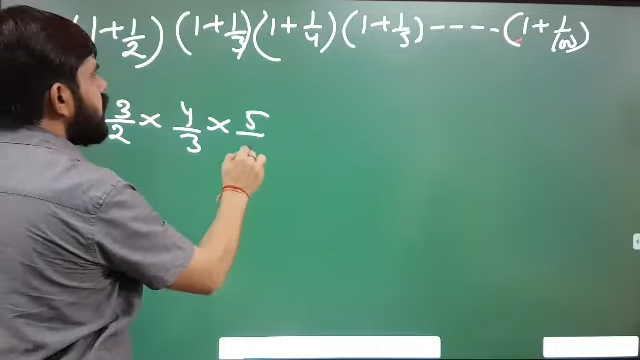 (1+1/2) (1+1/3) (1+1/4) (1+1/5) ----- (1+1/100)
3/2 × 4/3 × 5/